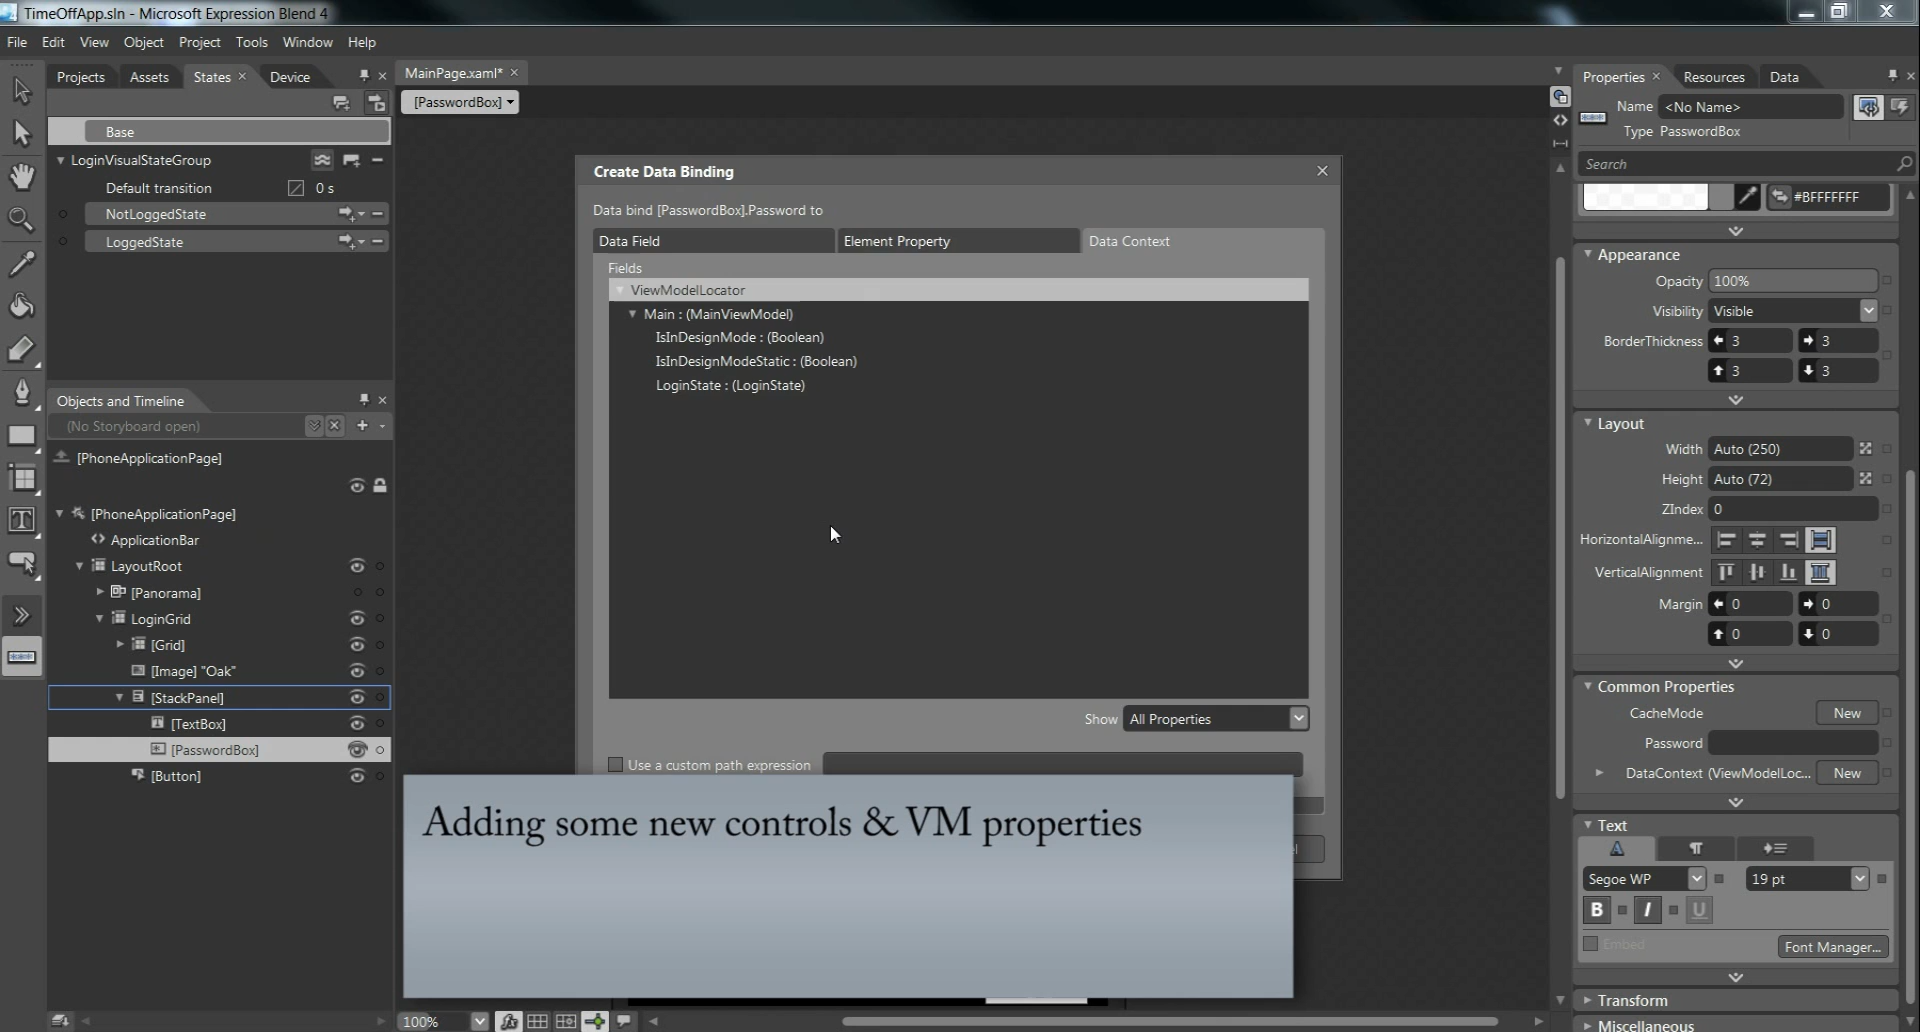 TimeOffApp.sln - Microsoft Expression Blend 4
File Edit View Object Project Tools Window Help
Projects Assets States Device
MainPage.xaml*
[PasswordBox]
Base
LoginVisualStateGroup
Default transition 0 s
NotLoggedState
LoggedState
Objects and Timeline
(No Storyboard open)
[PhoneApplicationPage]
[PhoneApplicationPage]
ApplicationBar
LayoutRoot
[Panorama]
LoginGrid
[Grid]
[Image] "Oak"
[StackPanel]
[TextBox]
[PasswordBox]
[Button]
Create Data Binding
Data bind [PasswordBox].Password to
Data Field Element Property Data Context
Fields
ViewModelLocator
Main : (MainViewModel)
IsInDesignMode : (Boolean)
IsInDesignModeStatic : (Boolean)
LoginState : (LoginState)
Show All Properties
Use a custom path expression
Adding some new controls & VM properties
100%
Properties Resources Data
Name <No Name>
Type PasswordBox
Search
#BFFFFFFF
Appearance
Opacity 100%
Visibility Visible
BorderThickness 3 3
3 3
Layout
Width Auto (250)
Height Auto (72)
ZIndex 0
HorizontalAlignme...
VerticalAlignment
Margin 0 0
0 0
Common Properties
CacheMode New
Password
DataContext (ViewModelLoc... New
Text
Segoe WP 19 pt
B I U
Embed
Font Manager...
Transform
Miscellaneous